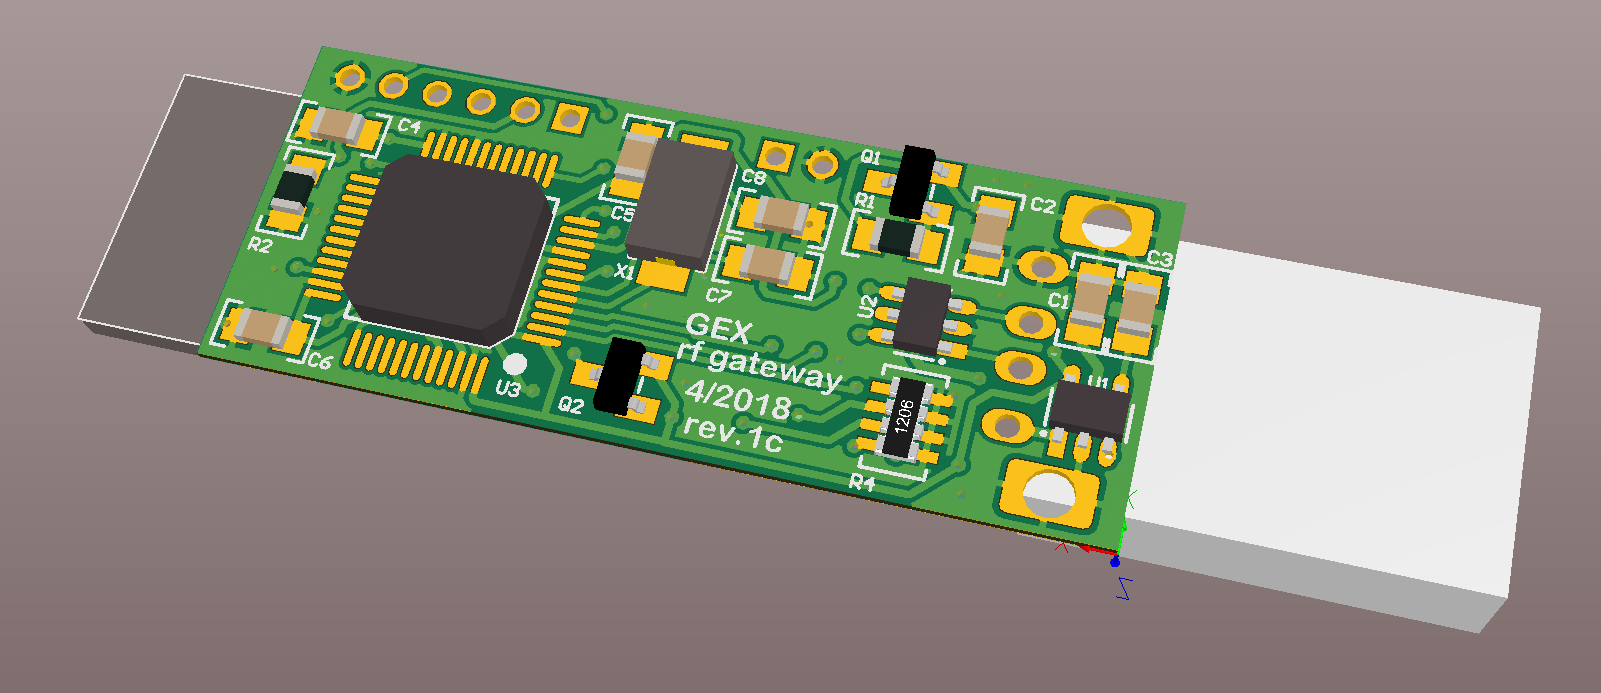 C4
Q1
C8
R1
C2
C5
R2
C3
X1
C7
C1
U2
GEX
rf gateway
4/2018
rev.1c
C6
U3
Q2
U1
1206
R4
Z